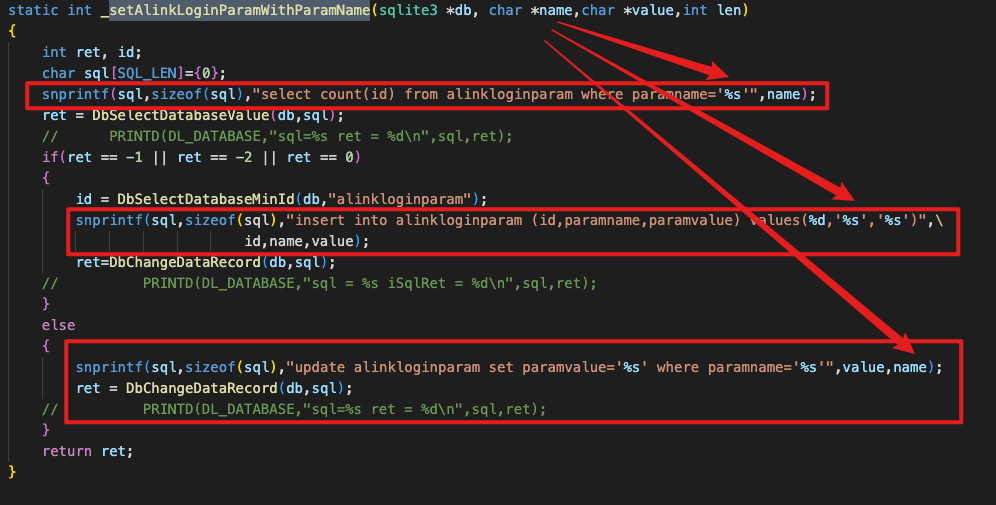 static int _setAlinkLoginParamWithParamName(sqlite3 *db, char *name,char *value,int len)
{
int ret, id;
char sql[SQL_LEN]={0};
snprintf(sql,sizeof(sql),"select count(id) from alinkloginparam where paramname='%s'",name);
ret = DbSelectDatabaseValue(db,sql);
// PRINTD(DL_DATABASE,"sql=%s ret = %d\n",sql,ret);
if(ret == -1 || ret == -2 || ret == 0)
{
id = DbSelectDatabaseMinId(db,"alinkloginparam");
snprintf(sql,sizeof(sql),"insert into alinkloginparam (id,paramname,paramvalue) values(%d,'%s','%s')",\
id,name,value);
ret=DbChangeDataRecord(db,sql);
// PRINTD(DL_DATABASE,"sql = %s iSqlRet = %d\n",sql,ret);
}
else
{
snprintf(sql,sizeof(sql),"update alinkloginparam set paramvalue='%s' where paramname='%s'",value,name);
ret = DbChangeDataRecord(db,sql);
// PRINTD(DL_DATABASE,"sql=%s ret = %d\n",sql,ret);
}
return ret;
}